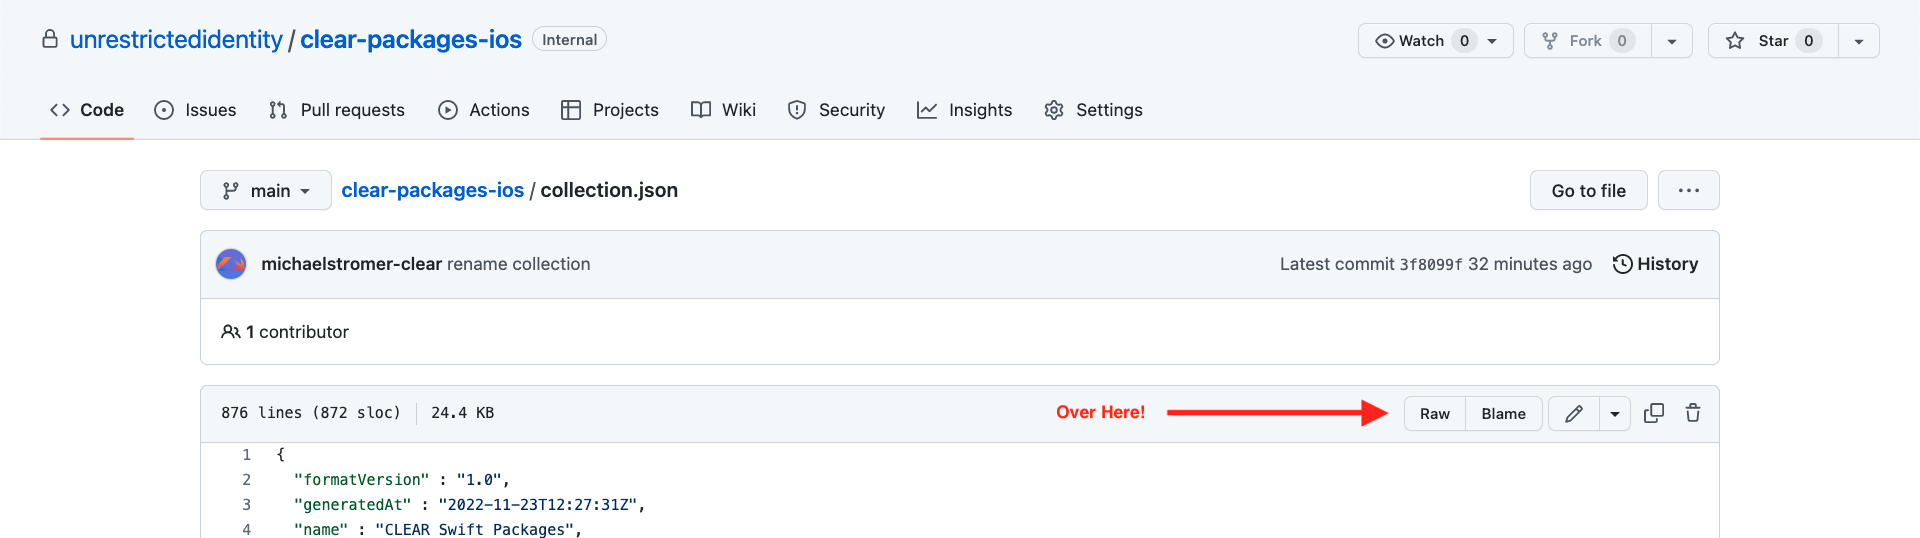 unrestrictedidentity / clear-packages-ios Internal Watch 0 Fork 0 Star 0
Code Issues Pull requests Actions Projects Wiki Security Insights Settings
main clear-packages-ios / collection.json Go to file ...
michaelstromer-clear rename collection Latest commit 3f8099f 32 minutes ago History
1 contributor
876 lines (872 sloc) 24.4 KB Over Here! Raw Blame
1 {
2 "formatVersion" : "1.0",
3 "generatedAt" : "2022-11-23T12:27:31Z",
4 "name" : "CLEAR Swift Packages",